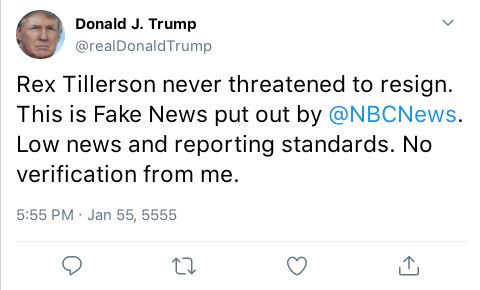 Donald J. Trump
@realDonaldTrump
Rex Tillerson never threatened to resign.
This is Fake News put out by @NBCNews.
Low news and reporting standards. No
verification from me.
5:55 PM · Jan 55, 5555